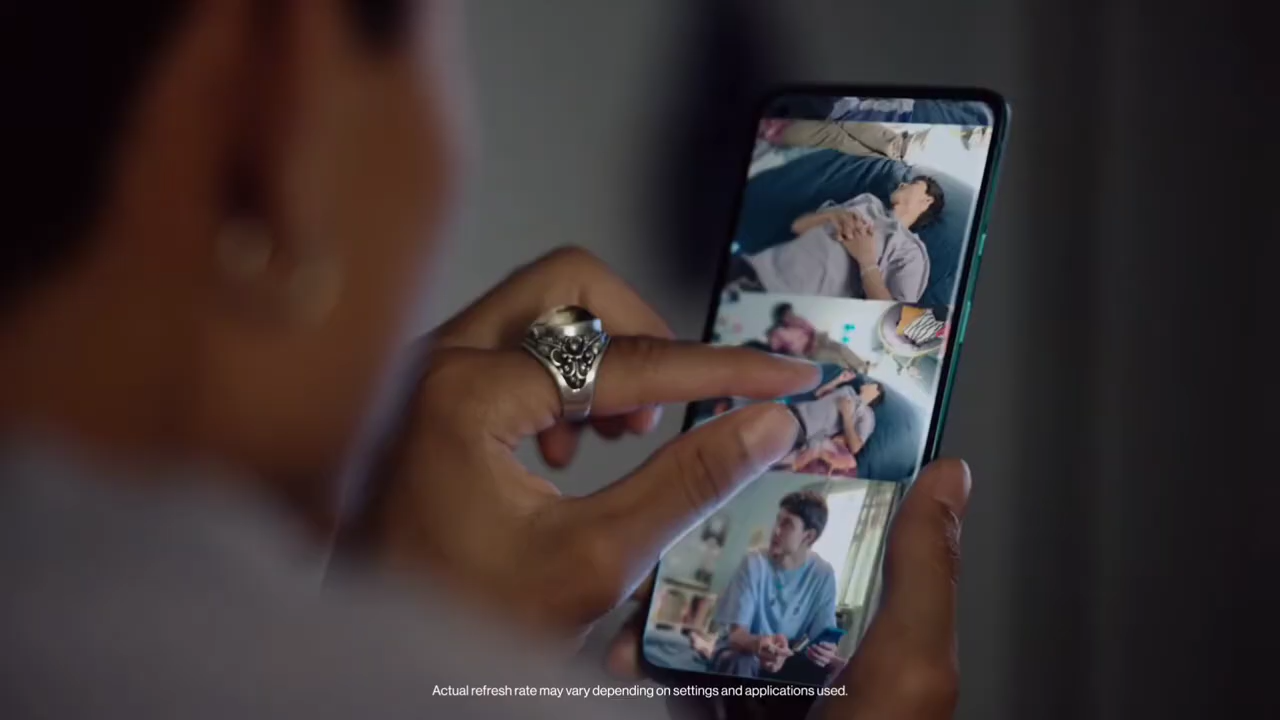 Actual refresh rate may vary depending on settings and applications used.